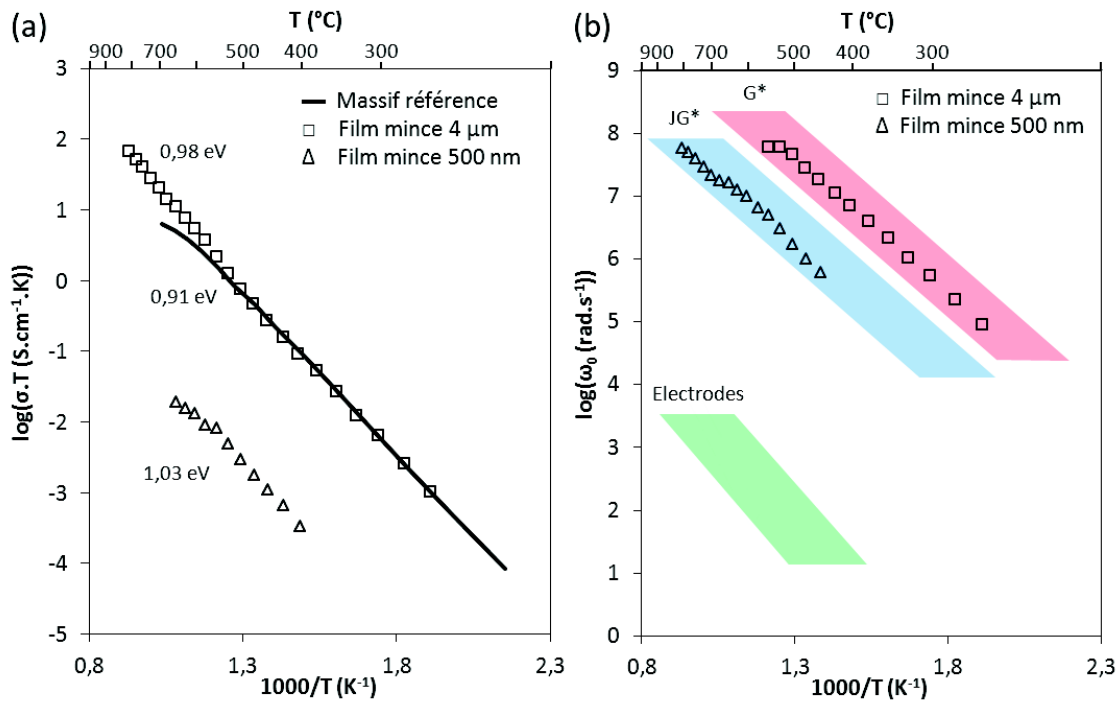 (a)
T (°C)
900 700 500 400 300
3
2
1
0
-1
-2
-3
-4
-5
log(σ.T (S.cm⁻¹.K))
Massif référence
Film mince 4 µm
Film mince 500 nm
0,98 eV
0,91 eV
1,03 eV
0,8 1,3 1,8 2,3
1000/T (K⁻¹)
(b)
T (°C)
900 700 500 400 300
9
8
7
6
5
4
3
2
1
0
log(ω₀ (rad.s⁻¹))
G*
JG*
Film mince 4 µm
Film mince 500 nm
Electrodes
0,8 1,3 1,8 2,3
1000/T (K⁻¹)